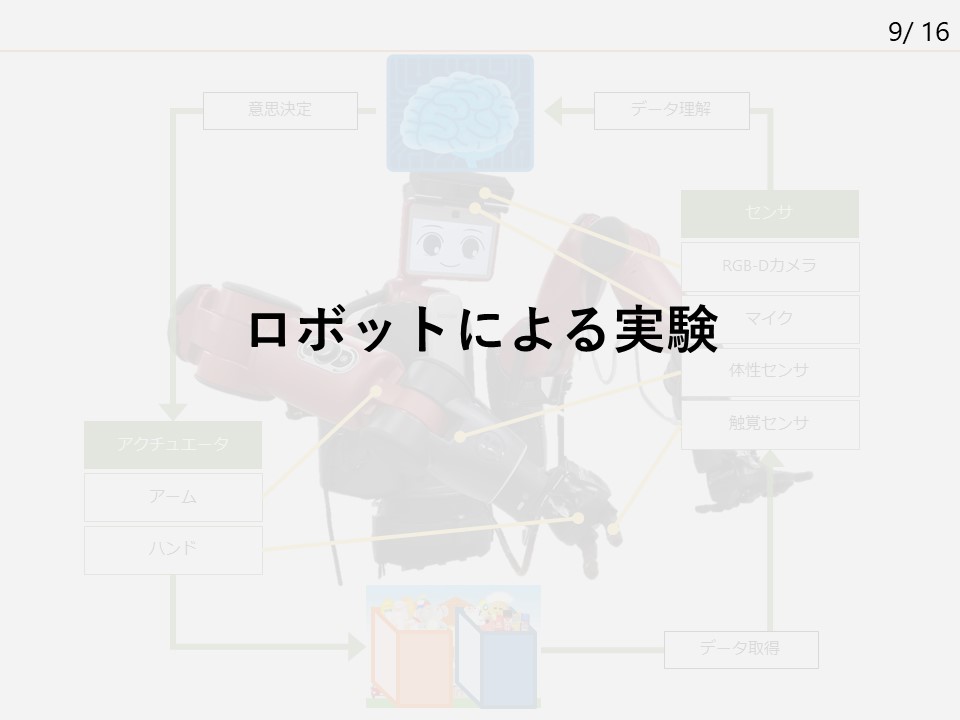 9/ 16
意思決定
データ理解
センサ
RGB-Dカメラ
マイク
体性センサ
触覚センサ
ロボットによる実験
アクチュエータ
アーム
ハンド
データ取得